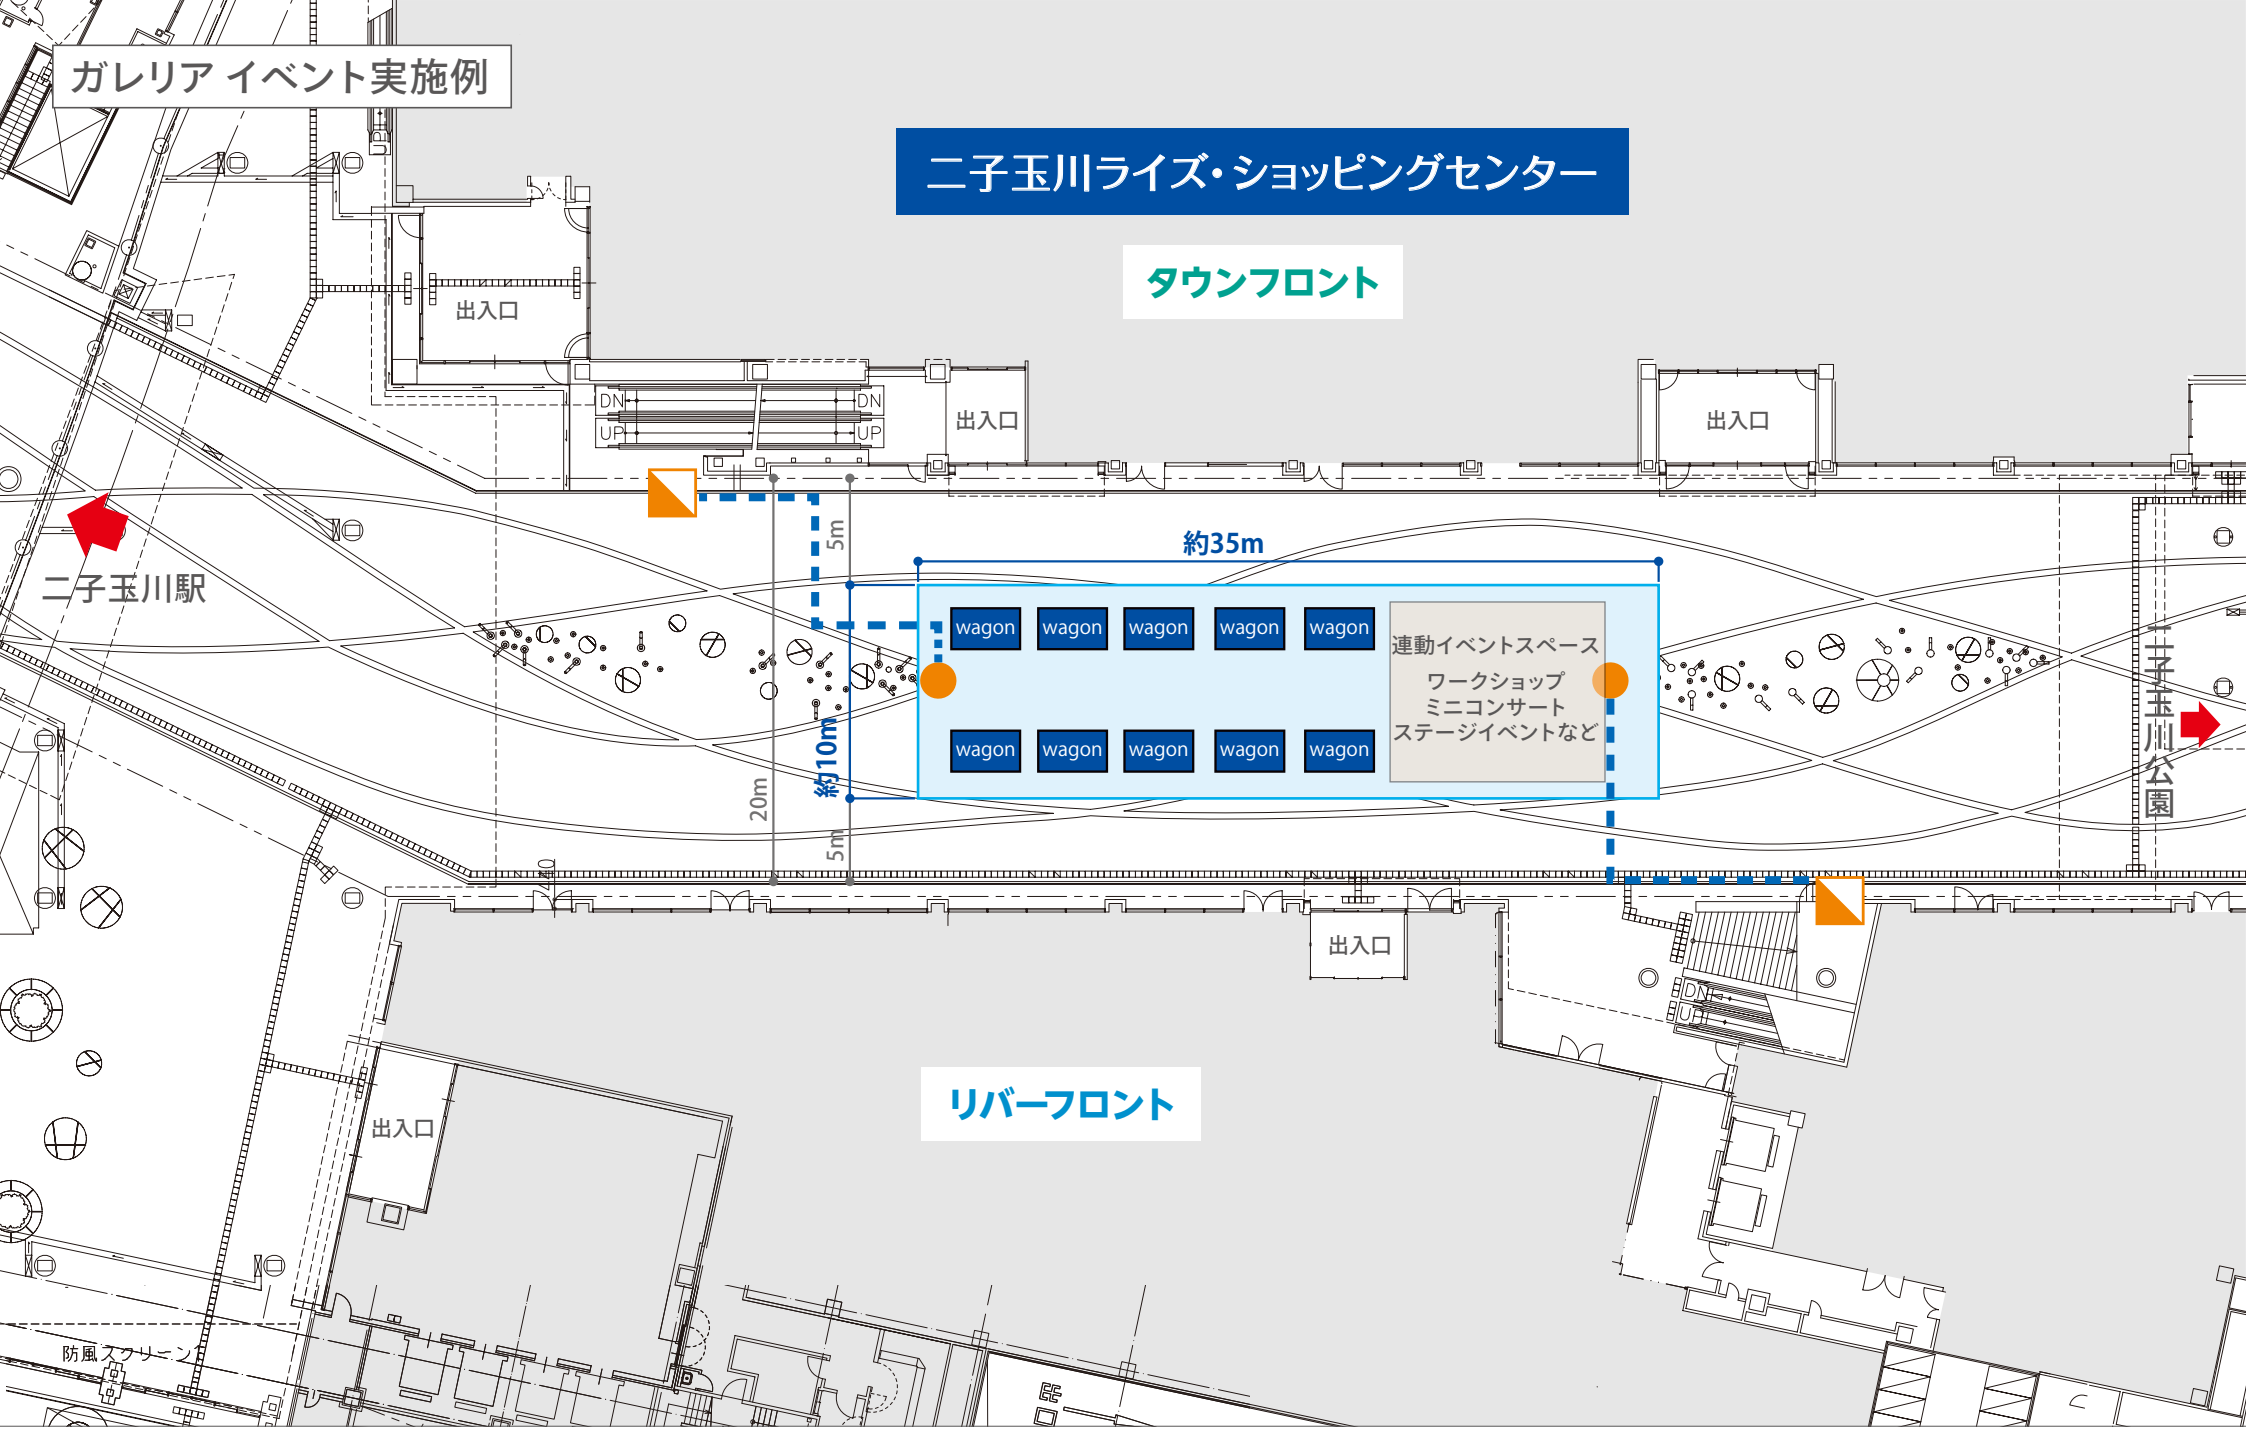 ガレリア イベント実施例
UP
二子玉川ライズ・ショッピングセンター
タウンフロント
出入口
DN
DN
UP
UP
出入口
出入口
5m
約35m
二子玉川駅
wagon
wagon
wagon
wagon
wagon
連動イベントスペース
ワークショップ
ミニコンサート
ステージイベントなど
二子玉川公園
約10m
20m
wagon
wagon
wagon
wagon
wagon
5m
440
出入口
DN
UP
リバーフロント
出入口
防風スクリーン